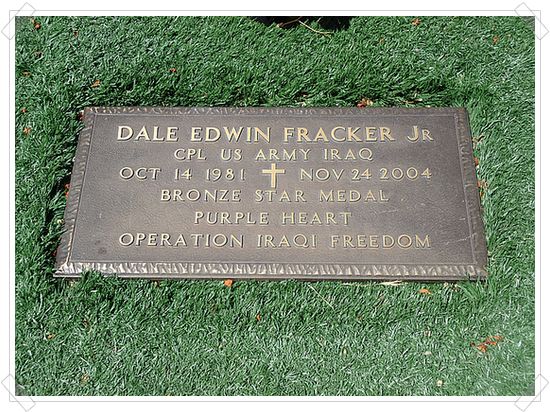 DALE EDWIN FRACKER JR
CPL US ARMY IRAQ
OCT 14 1981 NOV 24 2004
BRONZE STAR MEDAL
PURPLE HEART
OPERATION IRAQI FREEDOM